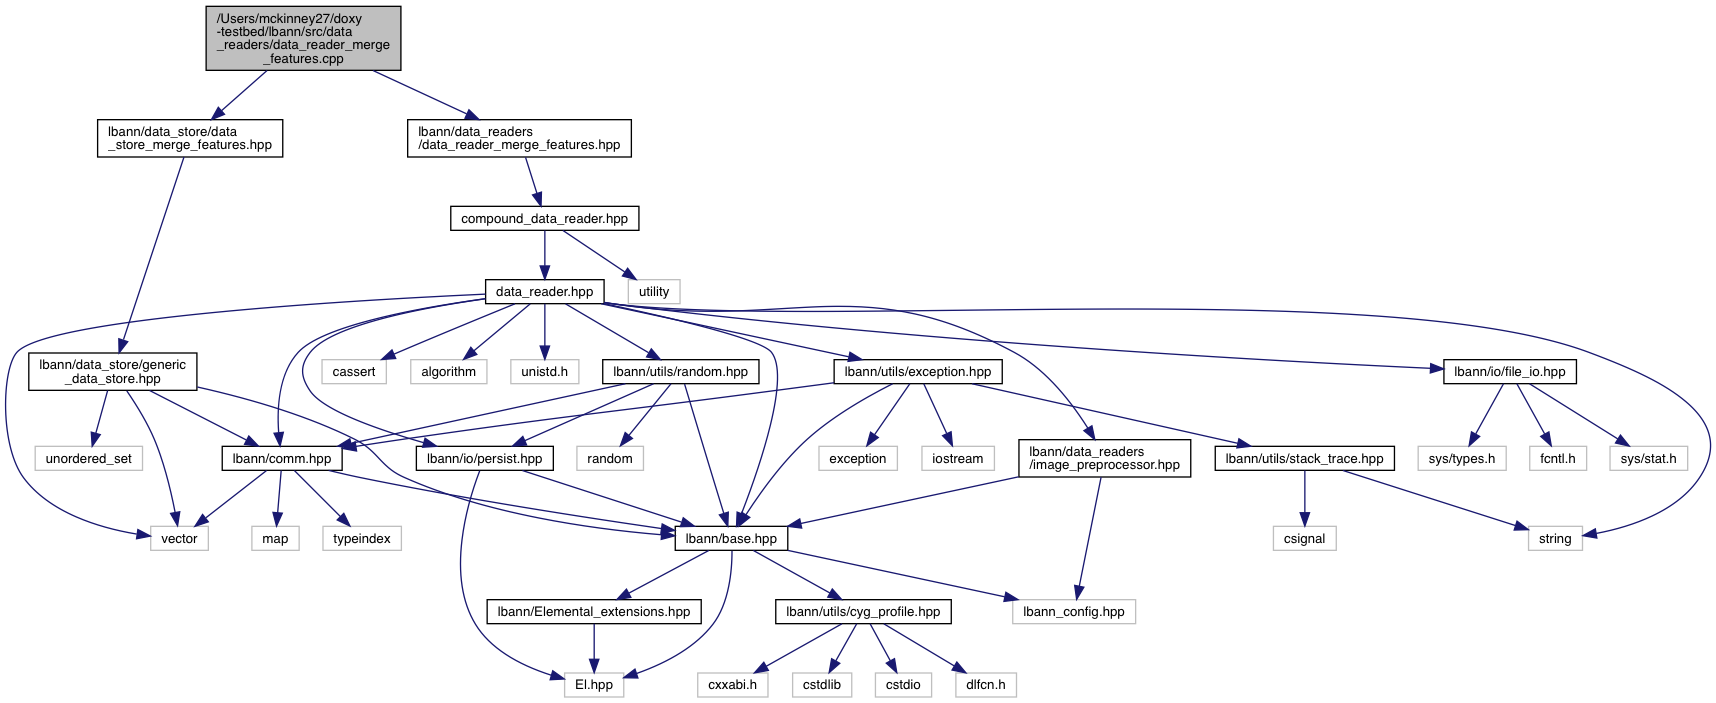 /Users/mckinney27/doxy
-testbed/lbann/src/data
_readers/data_reader_merge
_features.cpp
lbann/data_store/data
_store_merge_features.hpp
lbann/data_readers
/data_reader_merge_features.hpp
compound_data_reader.hpp
data_reader.hpp
utility
lbann/data_store/generic
_data_store.hpp
cassert
algorithm
unistd.h
lbann/utils/random.hpp
lbann/utils/exception.hpp
lbann/io/file_io.hpp
unordered_set
lbann/comm.hpp
lbann/io/persist.hpp
random
exception
iostream
lbann/data_readers
/image_preprocessor.hpp
lbann/utils/stack_trace.hpp
sys/types.h
fcntl.h
sys/stat.h
vector
map
typeindex
lbann/base.hpp
csignal
string
lbann/Elemental_extensions.hpp
lbann/utils/cyg_profile.hpp
lbann_config.hpp
El.hpp
cxxabi.h
cstdlib
cstdio
dlfcn.h